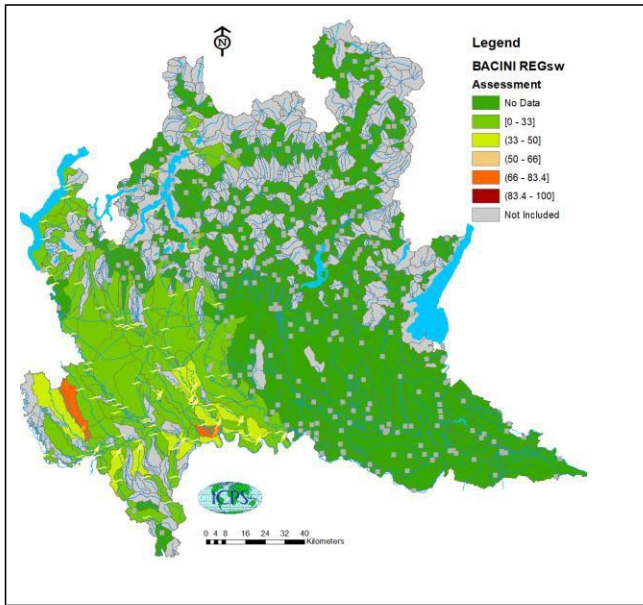 N
Legend
BACINI REGsw
Assessment
No Data
[0 - 33]
(33 - 50]
(50 - 66]
(66 - 83.4]
(83.4 - 100]
Not Included
ICPS
0 4 8 16 24 32 40
Kilometers